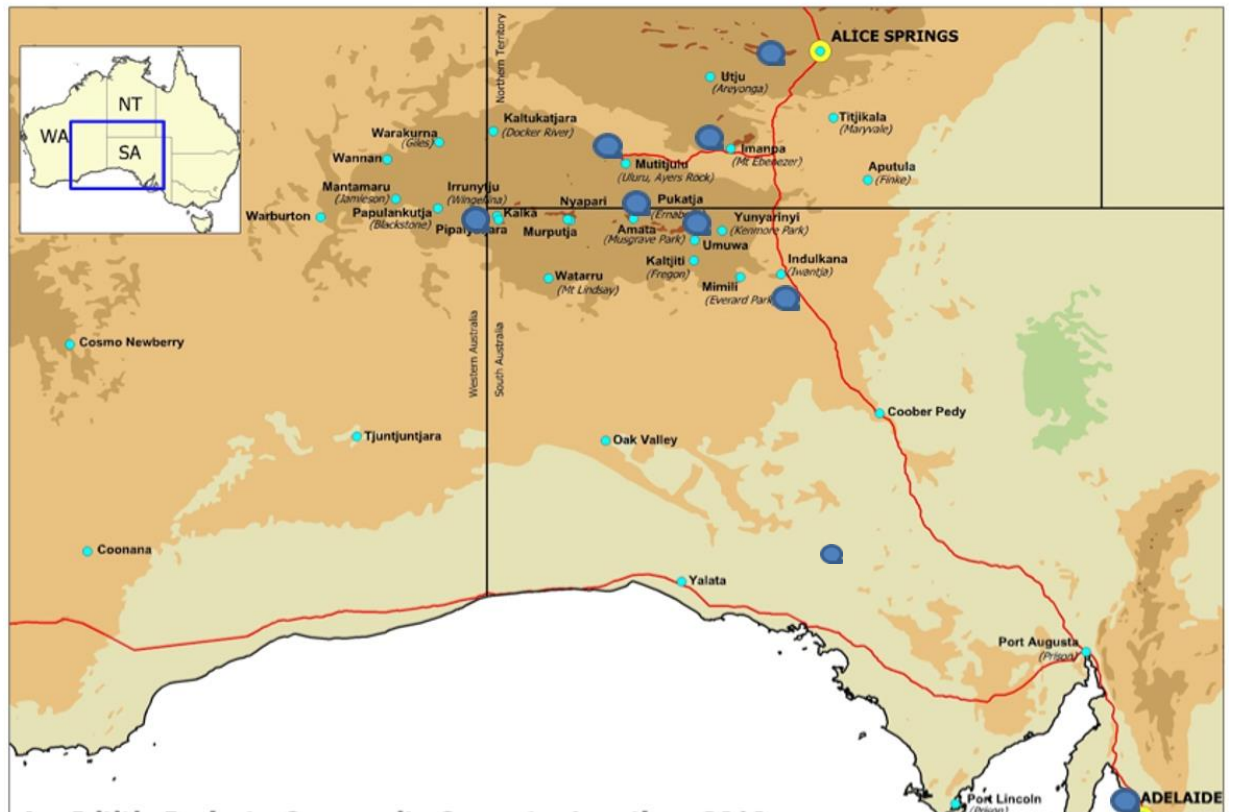 ALICE SPRINGS
Northern Territory
NT
WA
SA
Utju
(Areyonga)
Titjikala
(Maryvale)
Kaltukatjara
(Docker River)
Warakurna
(Giles)
Wannan
Imanpa
(Mt Ebenezer)
Mutitjulu
(Uluru, Ayers Rock)
Aputula
(Finke)
Mantamaru
(Jamieson)
Irrunytju
(Wingellina)
Nyapari
Pukatja
Warburton
Papulankutja
(Blackstone)
Kalka
Murputja
Amata
(Musgrave Park)
Yunyarinyi
(Kenmore Park)
Umuwa
Kaltjiti
(Fregon)
Indulkana
(Iwantja)
Watarru
(Mt Lindsay)
Mimili
(Everard Park)
Western Australia
South Australia
Cosmo Newberry
Coober Pedy
Tjuntjuntjara
Oak Valley
Coonana
Yalata
Port Augusta
(Prison)
Port Lincoln
(Prison)
ADELAIDE